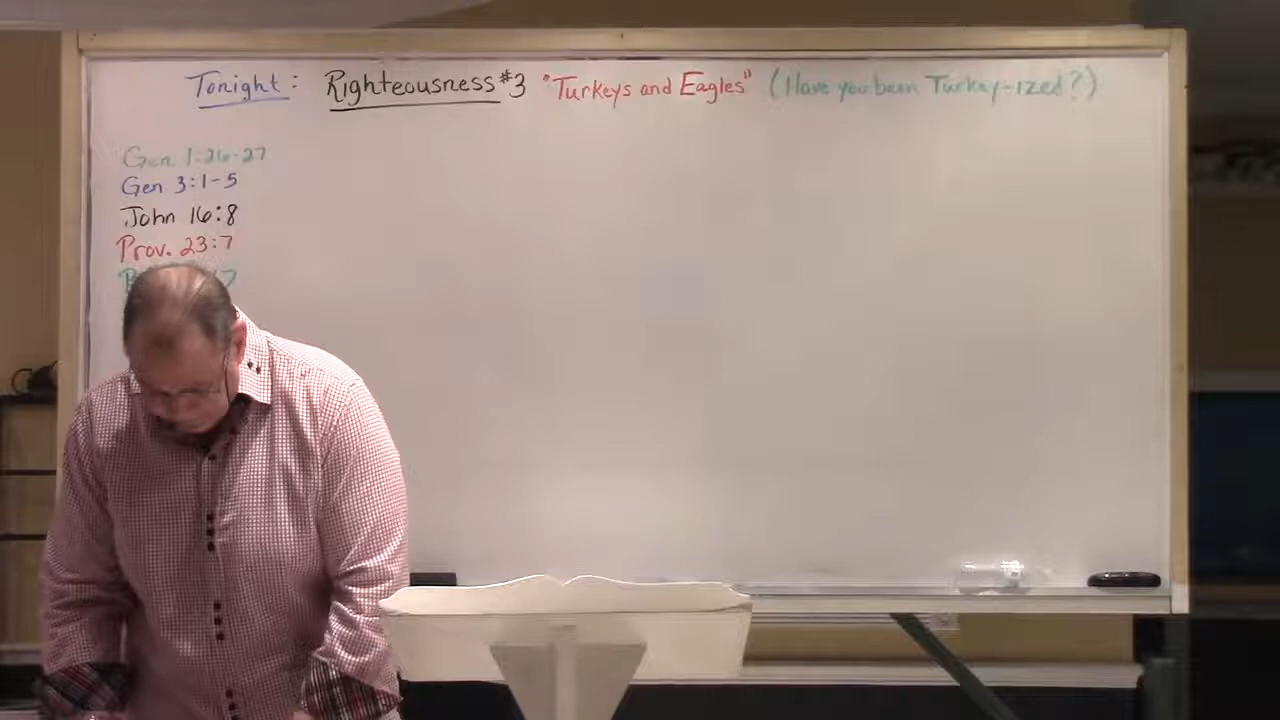 Tonight: Righteousness #3 "Turkeys and Eagles" (Have you been Turkey-ized?)
Gen. 1:26-27
Gen 3:1-5
John 16:8
Prov. 23:7